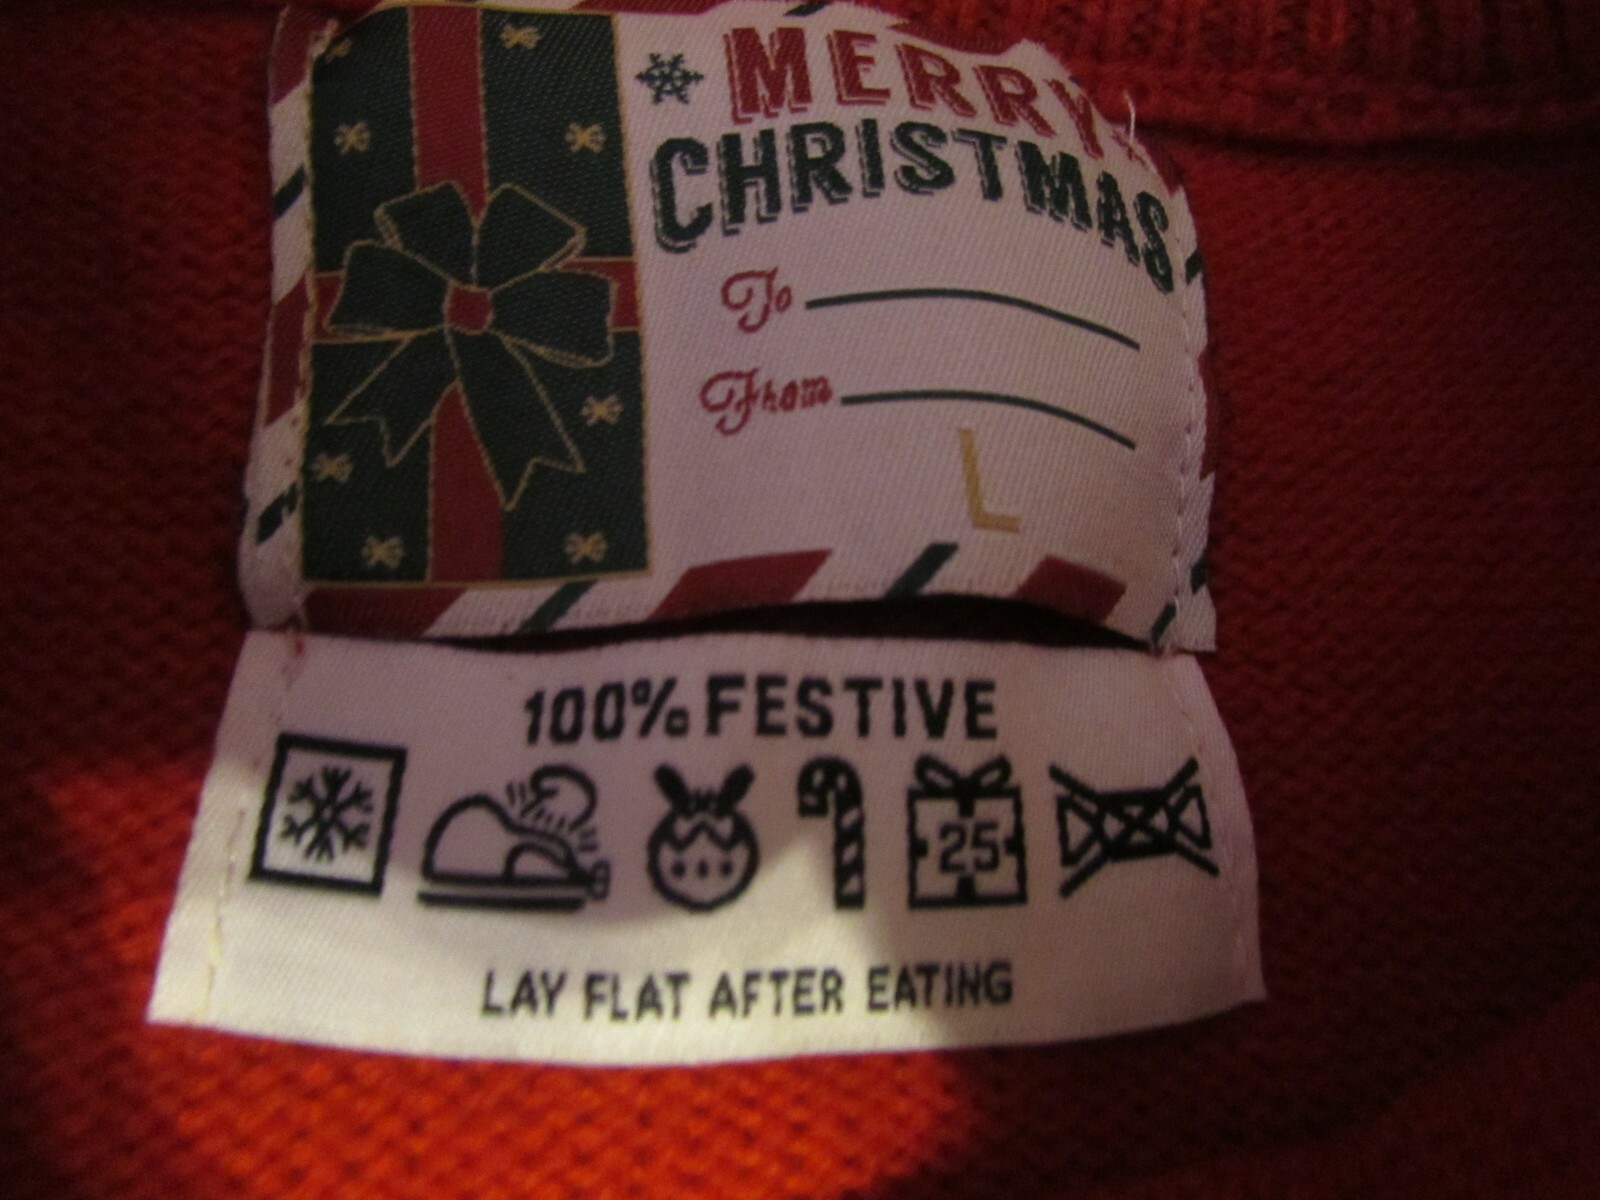 MERRY
CHRISTMAS
To
From
L
100% FESTIVE
25
LAY FLAT AFTER EATING